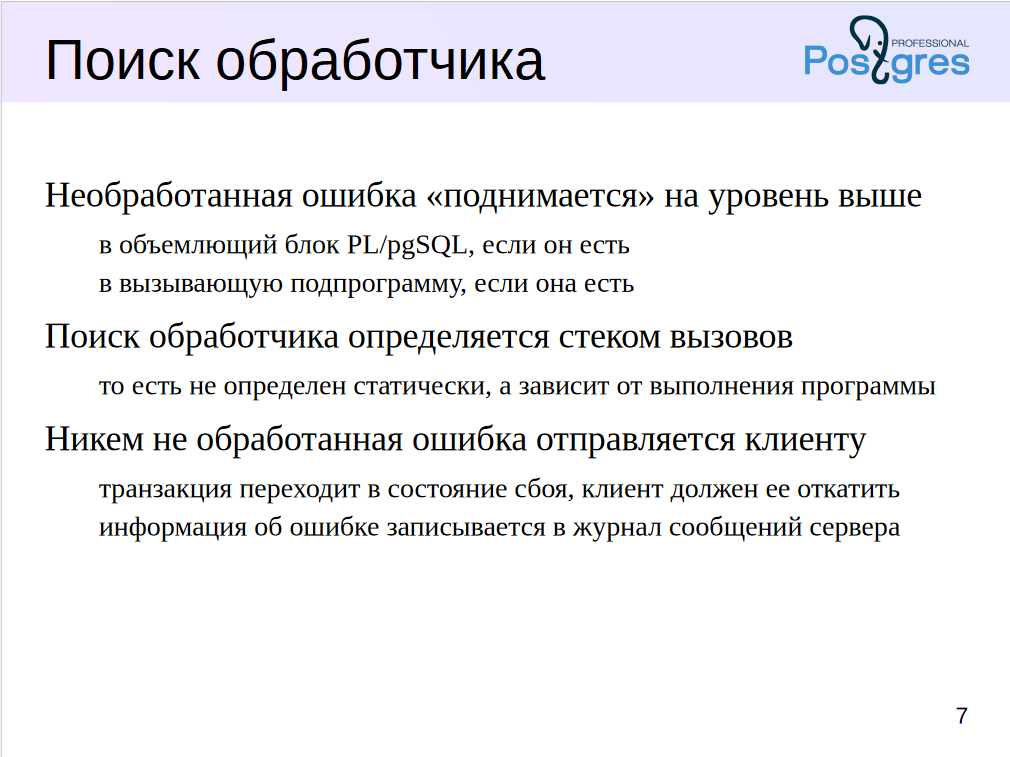 Поиск обработчика
PROFESSIONAL
Postgres
Необработанная ошибка «поднимается» на уровень выше
в объемлющий блок PL/pgSQL, если он есть
в вызывающую подпрограмму, если она есть
Поиск обработчика определяется стеком вызовов
то есть не определен статически, а зависит от выполнения программы
Никем не обработанная ошибка отправляется клиенту
транзакция переходит в состояние сбоя, клиент должен ее откатить
информация об ошибке записывается в журнал сообщений сервера
7